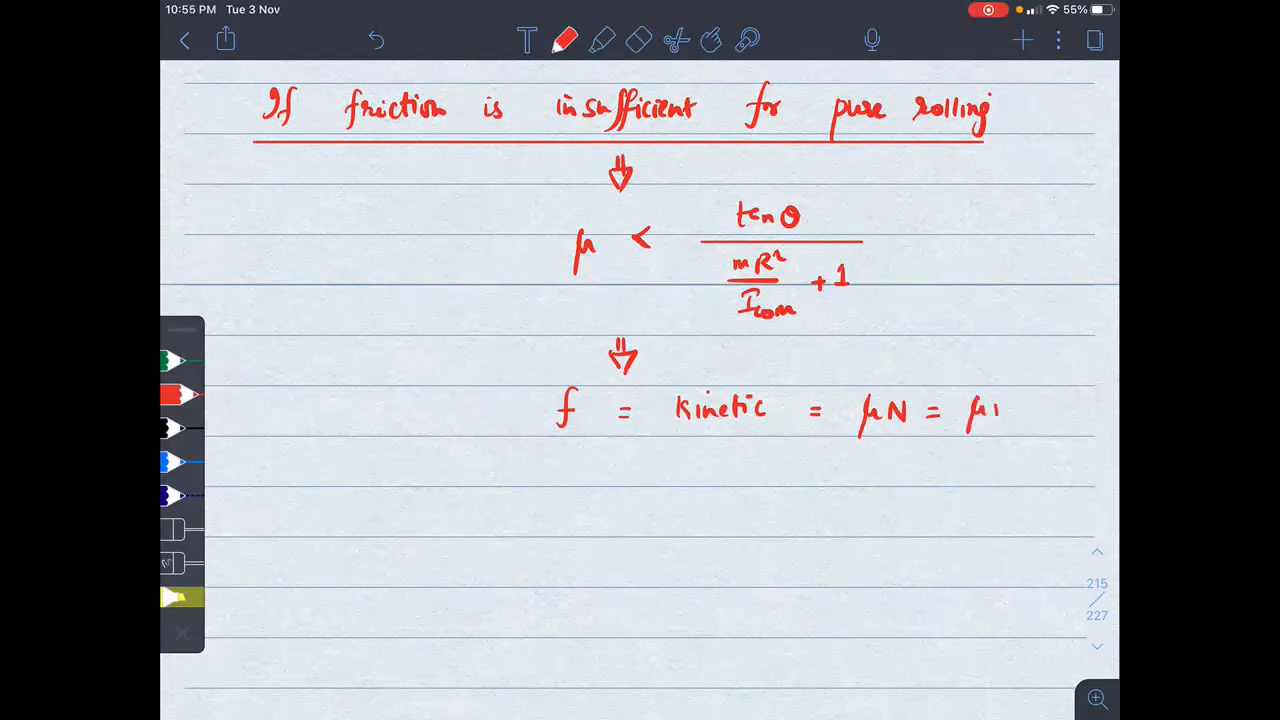 10:55 PM Tue 3 Nov 55%
T
If friction is insufficient for pure rolling
⇓
μ < tan θ / (mR²/Icom + 1)
⇓
f = kinetic = μN = μ
215
/
227